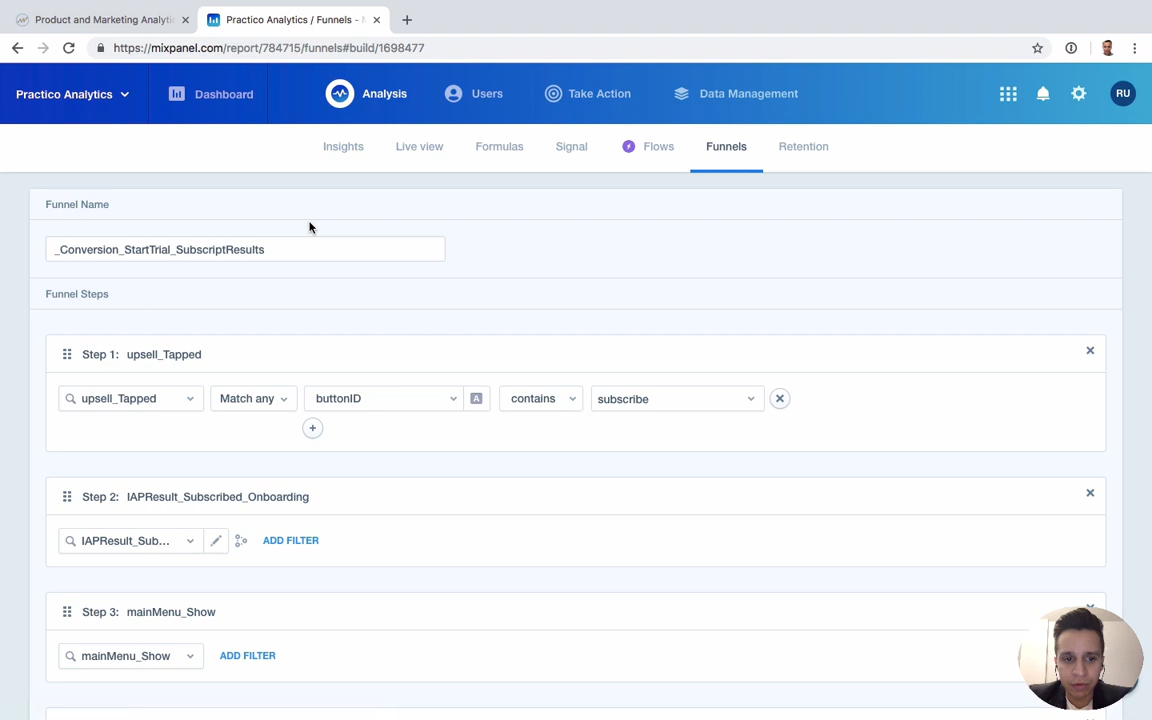 Product and Marketing Analytic
Practico Analytics / Funnels - M
https://mixpanel.com/report/784715/funnels#build/1698477
Practico Analytics
Dashboard
Analysis
Users
Take Action
Data Management
RU
Insights
Live view
Formulas
Signal
Flows
Funnels
Retention
Funnel Name
_Conversion_StartTrial_SubscriptResults
Funnel Steps
Step 1: upsell_Tapped
upsell_Tapped
Match any
buttonID
A
contains
subscribe
Step 2: IAPResult_Subscribed_Onboarding
IAPResult_Sub...
ADD FILTER
Step 3: mainMenu_Show
mainMenu_Show
ADD FILTER